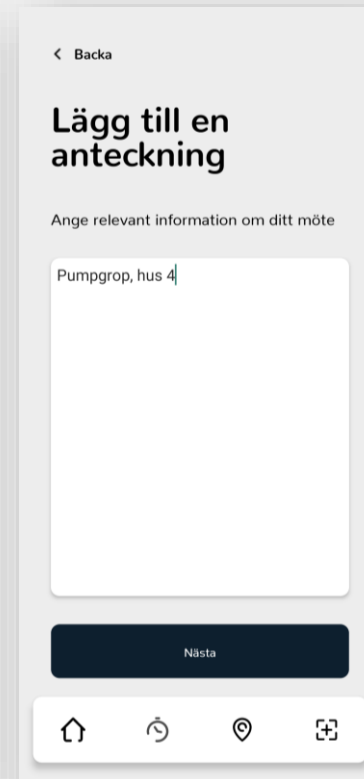 Backa
Lägg till en
anteckning
Ange relevant information om ditt möte
Pumpgrop, hus 4
Nästa